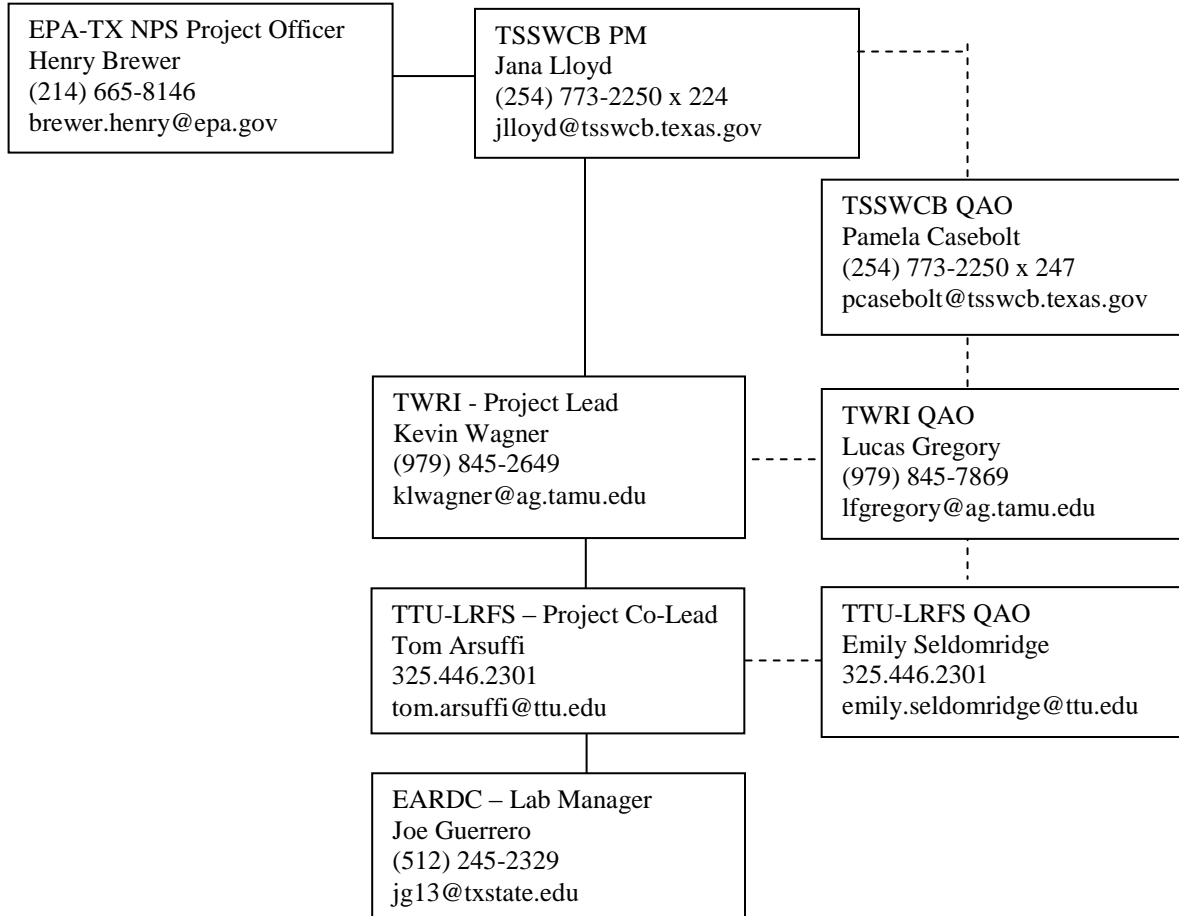 EPA-TX NPS Project Officer
Henry Brewer
(214) 665-8146
brewer.henry@epa.gov
TSSWCB PM
Jana Lloyd
(254) 773-2250 x 224
jlloyd@tsswcb.texas.gov
TSSWCB QAO
Pamela Casebolt
(254) 773-2250 x 247
pcasebolt@tsswcb.texas.gov
TWRI - Project Lead
Kevin Wagner
(979) 845-2649
klwagner@ag.tamu.edu
TWRI QAO
Lucas Gregory
(979) 845-7869
lfgregory@ag.tamu.edu
TTU-LRFS – Project Co-Lead
Tom Arsuffi
325.446.2301
tom.arsuffi@ttu.edu
TTU-LRFS QAO
Emily Seldomridge
325.446.2301
emily.seldomridge@ttu.edu
EARDC – Lab Manager
Joe Guerrero
(512) 245-2329
jg13@txstate.edu